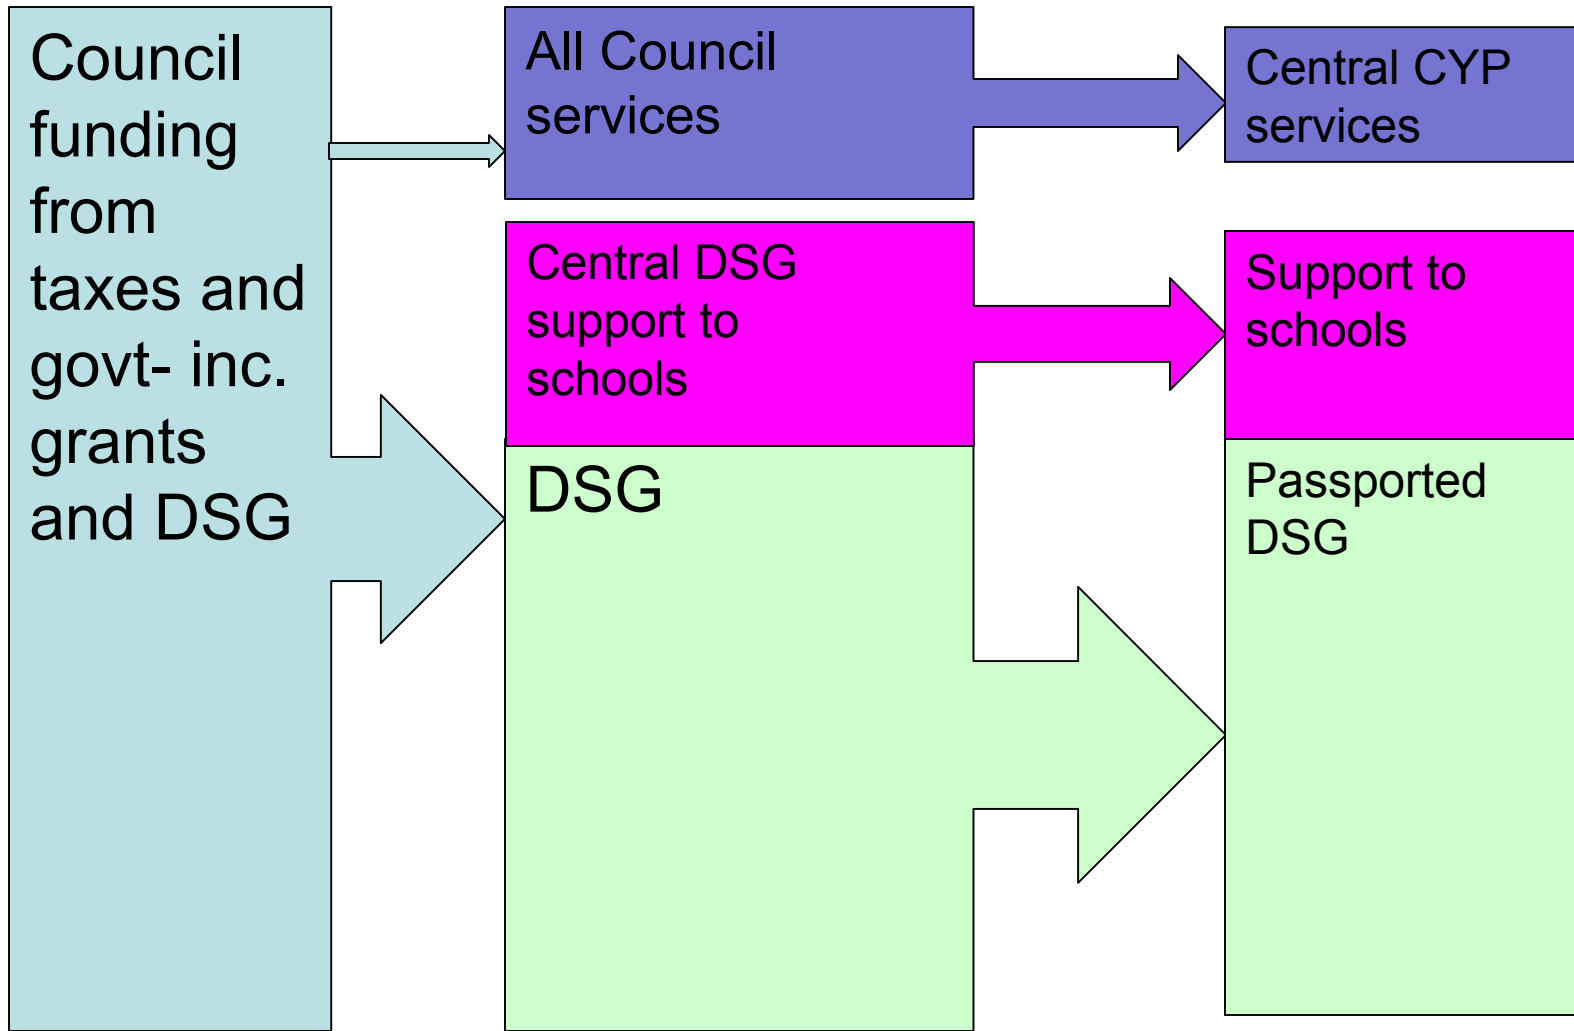 Council
funding
from
taxes and
govt- inc.
grants
and DSG
All Council
services
Central CYP
services
Central DSG
support to
schools
Support to
schools
DSG
Passported
DSG